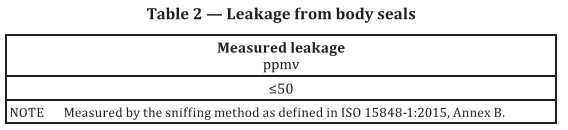 Table 2 — Leakage from body seals
Measured leakage
ppmv
≤50
NOTE Measured by the sniffing method as defined in ISO 15848-1:2015, Annex B.